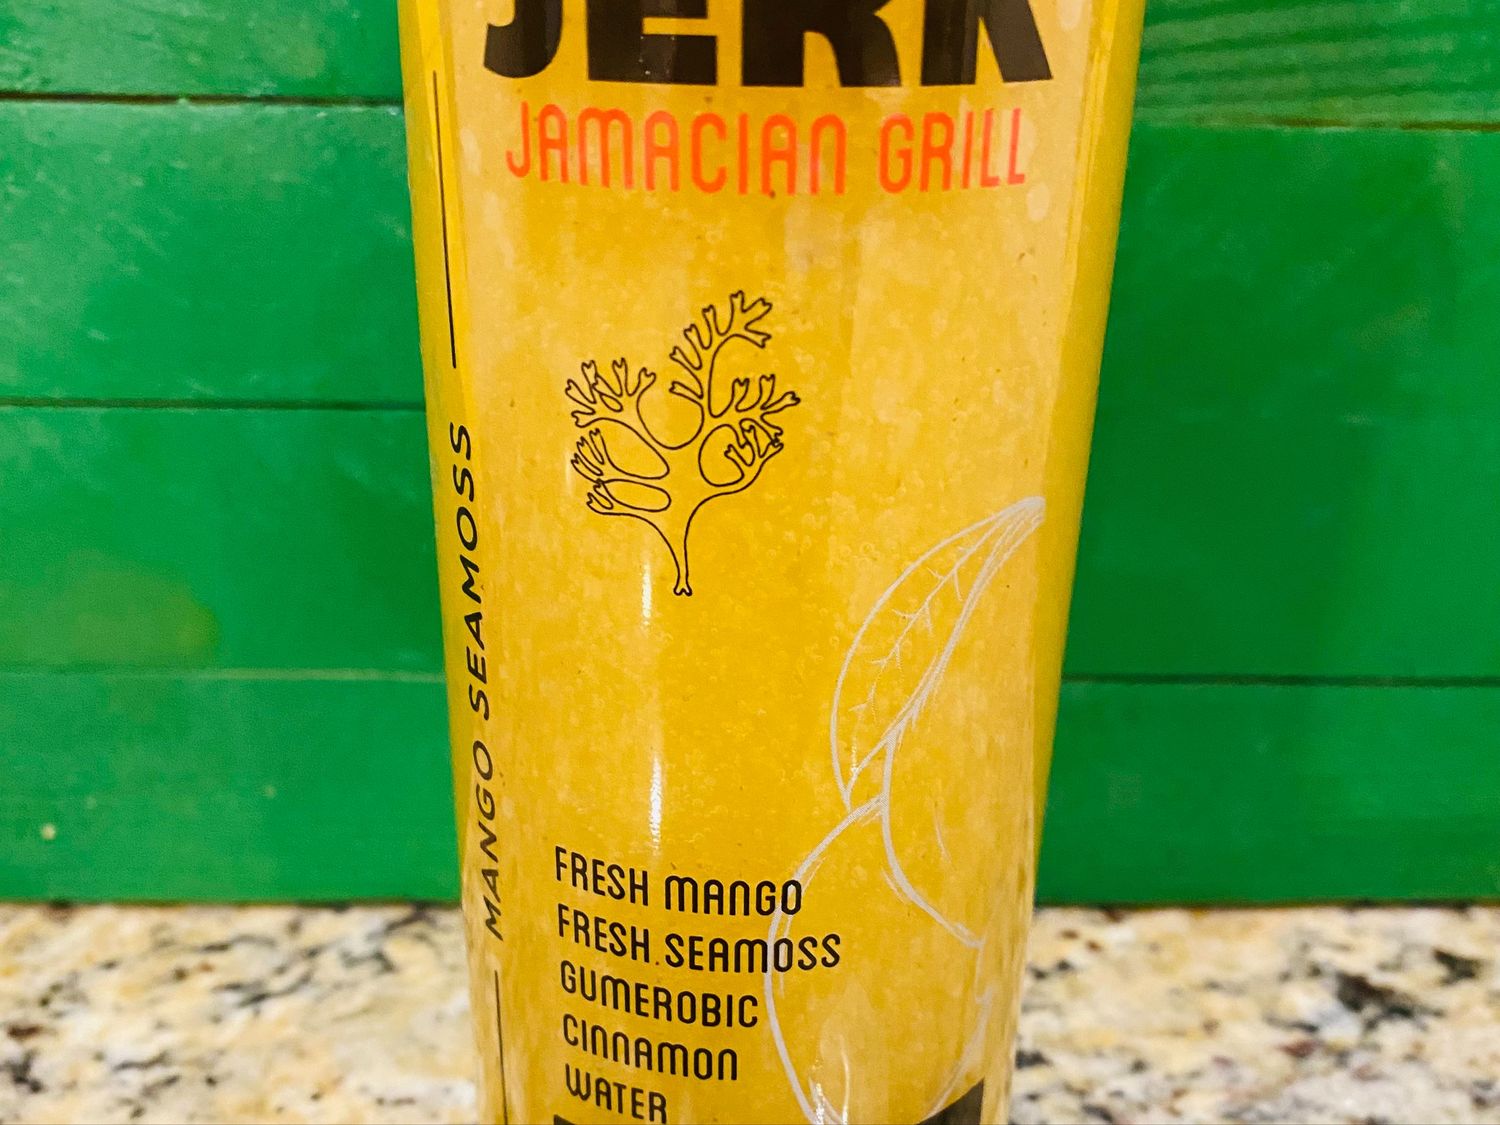 JERK
JAMACIAN GRILL
MANGO SEAMOSS
FRESH MANGO
FRESH SEAMOSS
GUMEROBIC
CINNAMON
WATER